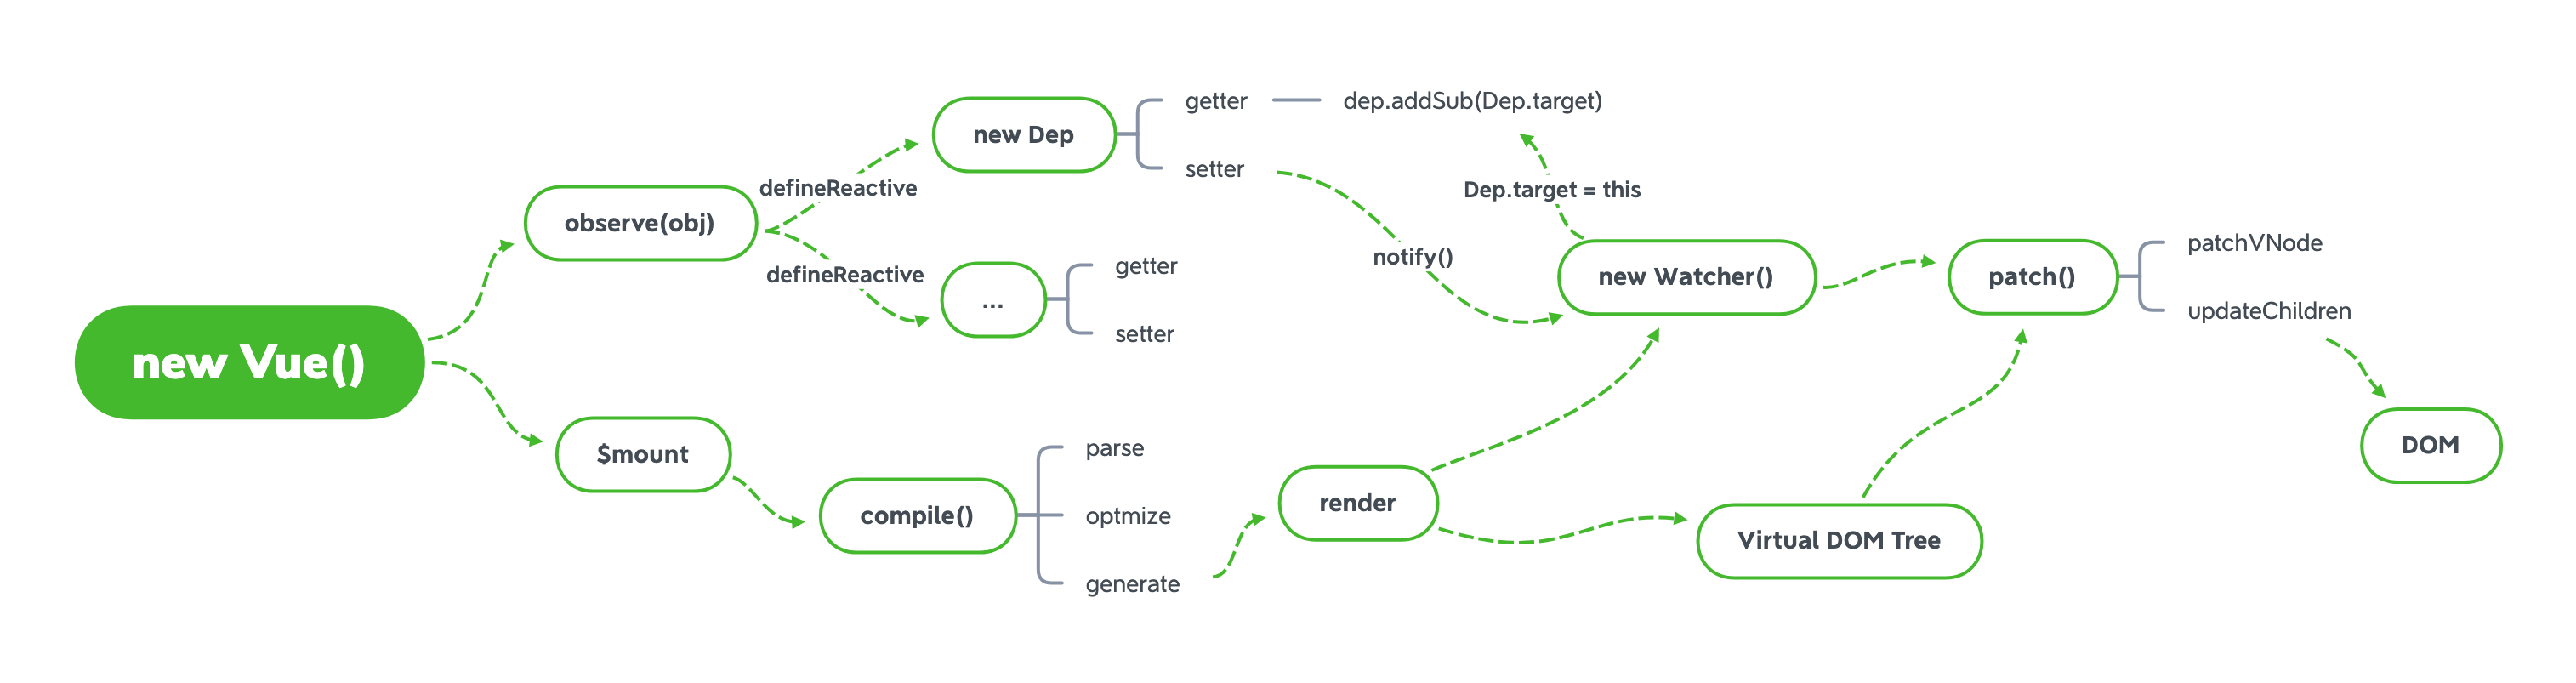 new Vue()
observe(obj)
defineReactive
defineReactive
new Dep
getter
dep.addSub(Dep.target)
setter
...
getter
setter
notify()
Dep.target = this
new Watcher()
patch()
patchVNode
updateChildren
DOM
$mount
compile()
parse
optmize
generate
render
Virtual DOM Tree